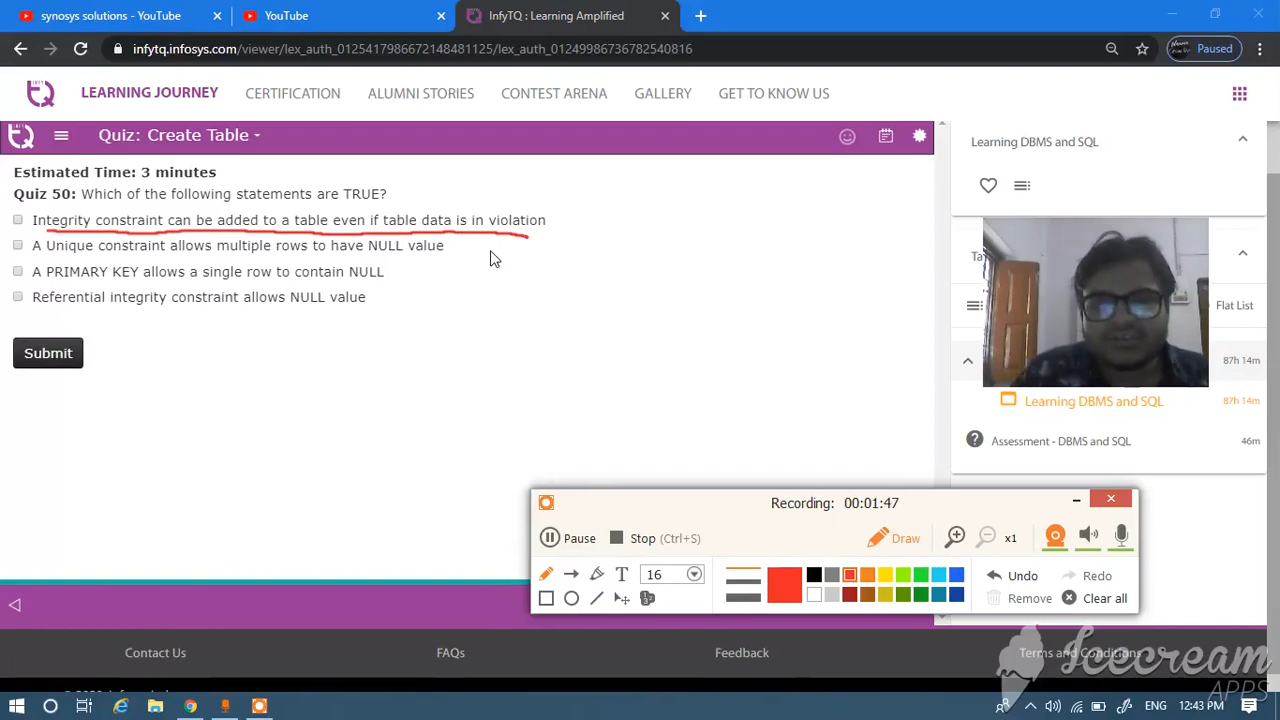 synosys solutions - YouTube
YouTube
InfyTQ : Learning Amplified
infytq.infosys.com/viewer/lex_auth_012541798667214848 1125/lex_auth_01249986736782540816
Paused
LEARNING JOURNEY
CERTIFICATION
ALUMNI STORIES
CONTEST ARENA
GALLERY
GET TO KNOW US
Quiz: Create Table
Learning DBMS and SQL
Estimated Time: 3 minutes
Quiz 50: Which of the following statements are TRUE?
Integrity constraint can be added to a table even if table data is in violation
A Unique constraint allows multiple rows to have NULL value
A PRIMARY KEY allows a single row to contain NULL
Referential integrity constraint allows NULL value
Submit
Ta
Flat List
87h 14m
Learning DBMS and SQL
87h 14m
Assessment - DBMS and SQL
46m
Recording: 00:01:47
Pause
Stop (Ctrl+S)
Draw
x1
16
Undo
Redo
Remove
Clear all
Contact Us
FAQs
Feedback
Terms and Conditions
Icecream
APPS
ENG
12:43 PM